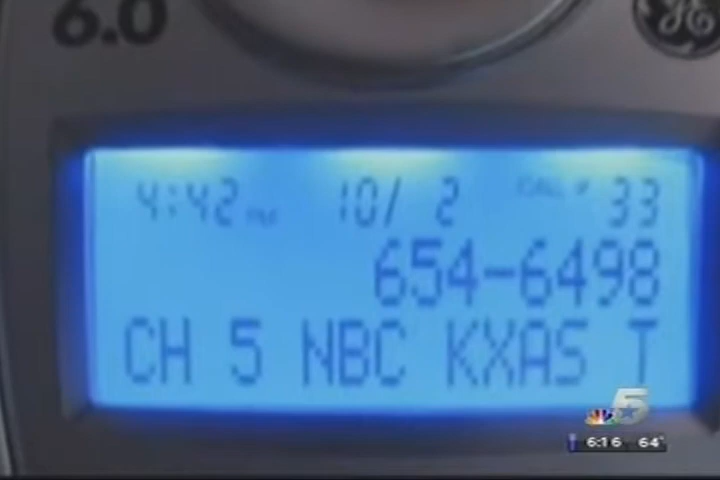 6.0
GE
4:42 PM 10/ 2 CALL # 33
654-6498
CH 5 NBC KXAS T
5
6:16 64°